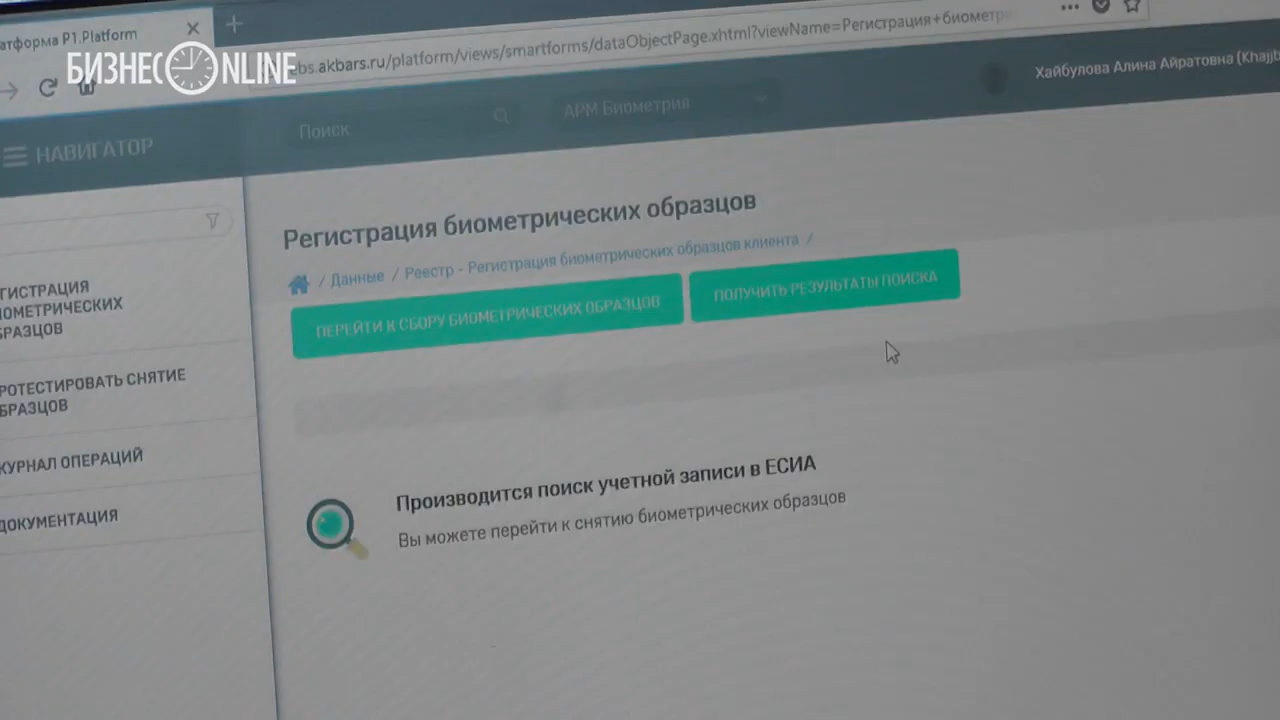 атформа P1.Platform
БИЗНЕС ONLINE
bs.akbars.ru/platform/views/smartforms/dataObjectPage.xhtml?viewName=Регистрация+биометр
НАВИГАТОР
Поиск
АРМ Биометрия
Хайбулова Алина Айратовна (Khajjb
ГИСТРАЦИЯ
ИОМЕТРИЧЕСКИХ
БРАЗЦОВ
РОТЕСТИРОВАТЬ СНЯТИЕ
БРАЗЦОВ
ЖУРНАЛ ОПЕРАЦИЙ
ДОКУМЕНТАЦИЯ
Регистрация биометрических образцов
/ Данные / Реестр - Регистрация биометрических образцов клиента /
ПЕРЕЙТИ К СБОРУ БИОМЕТРИЧЕСКИХ ОБРАЗЦОВ
ПОЛУЧИТЬ РЕЗУЛЬТАТЫ ПОИСКА
Производится поиск учетной записи в ЕСИА
Вы можете перейти к снятию биометрических образцов